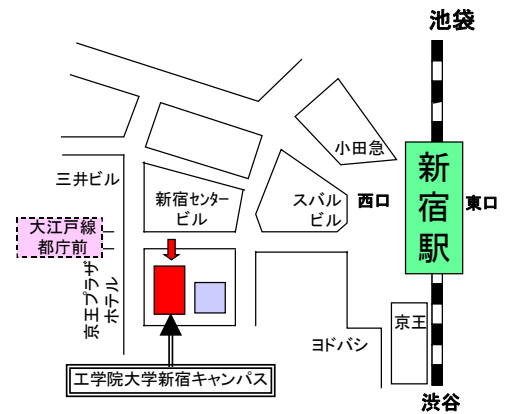 池袋
小田急
新宿駅
三井ビル
新宿センター
ビル
スバル
ビル
西口
東口
大江戸線
都庁前
京王プラザ
ホテル
京王
ヨドバシ
工学院大学新宿キャンパス
渋谷